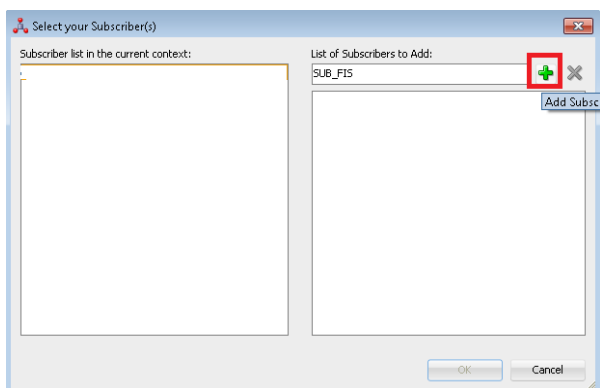 Select your Subscriber(s)
Subscriber list in the current context:
List of Subscribers to Add:
SUB_FIS
Add Subsc
OK
Cancel